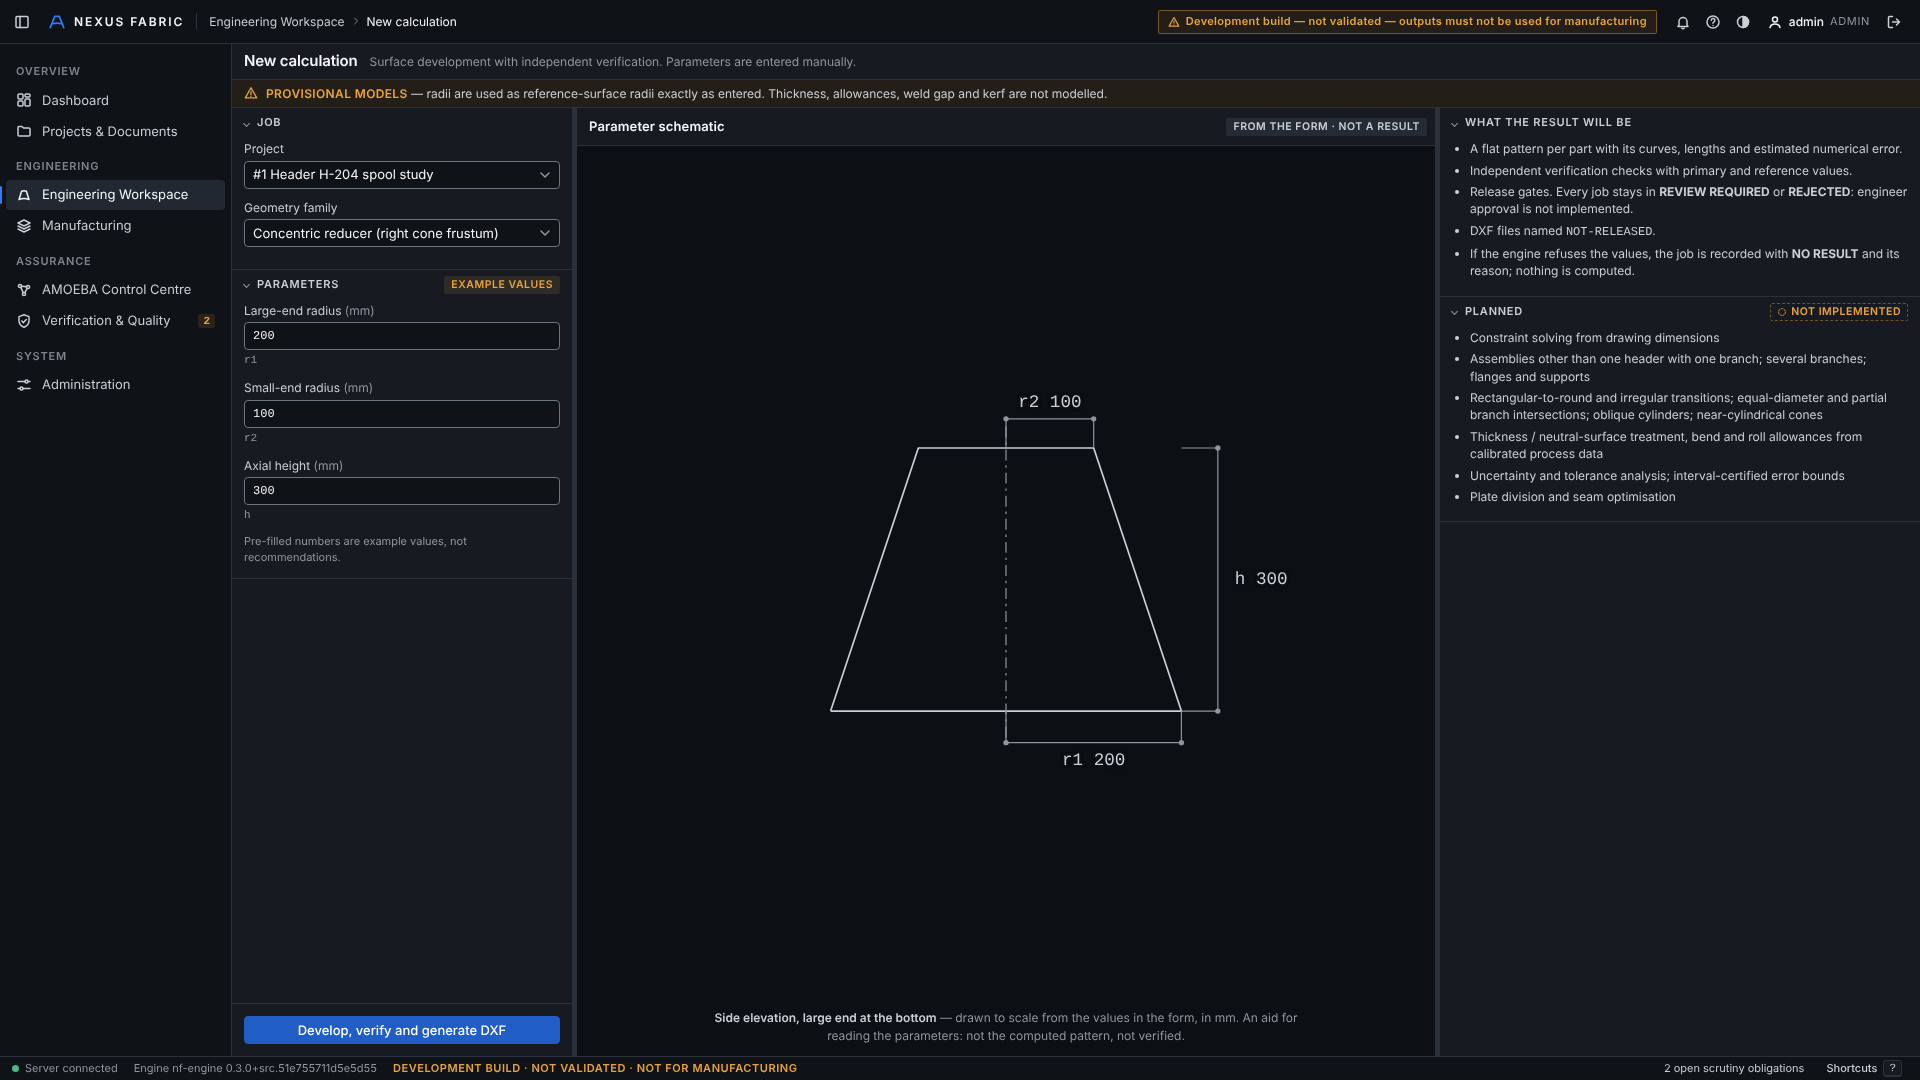 NEXUS FABRIC
Engineering Workspace
New calculation
Development build — not validated — outputs must not be used for manufacturing
admin ADMIN
OVERVIEW
Dashboard
Projects & Documents
ENGINEERING
Engineering Workspace
Manufacturing
ASSURANCE
AMOEBA Control Centre
Verification & Quality 2
SYSTEM
Administration
New calculation Surface development with independent verification. Parameters are entered manually.
PROVISIONAL MODELS — radii are used as reference-surface radii exactly as entered. Thickness, allowances, weld gap and kerf are not modelled.
JOB
Project
#1 Header H-204 spool study
Geometry family
Concentric reducer (right cone frustum)
PARAMETERS EXAMPLE VALUES
Large-end radius (mm)
200
r1
Small-end radius (mm)
100
r2
Axial height (mm)
300
h
Pre-filled numbers are example values, not
recommendations.
Develop, verify and generate DXF
Parameter schematic FROM THE FORM · NOT A RESULT
r2 100
h 300
r1 200
Side elevation, large end at the bottom — drawn to scale from the values in the form, in mm. An aid for
reading the parameters: not the computed pattern, not verified.
WHAT THE RESULT WILL BE
A flat pattern per part with its curves, lengths and estimated numerical error.
Independent verification checks with primary and reference values.
Release gates. Every job stays in REVIEW REQUIRED or REJECTED: engineer
approval is not implemented.
DXF files named NOT-RELEASED.
If the engine refuses the values, the job is recorded with NO RESULT and its
reason; nothing is computed.
PLANNED NOT IMPLEMENTED
Constraint solving from drawing dimensions
Assemblies other than one header with one branch; several branches;
flanges and supports
Rectangular-to-round and irregular transitions; equal-diameter and partial
branch intersections; oblique cylinders; near-cylindrical cones
Thickness / neutral-surface treatment, bend and roll allowances from
calibrated process data
Uncertainty and tolerance analysis; interval-certified error bounds
Plate division and seam optimisation
Server connected
Engine nf-engine 0.3.0+src.51e755711d5e5d55
DEVELOPMENT BUILD · NOT VALIDATED · NOT FOR MANUFACTURING
2 open scrutiny obligations
Shortcuts ?